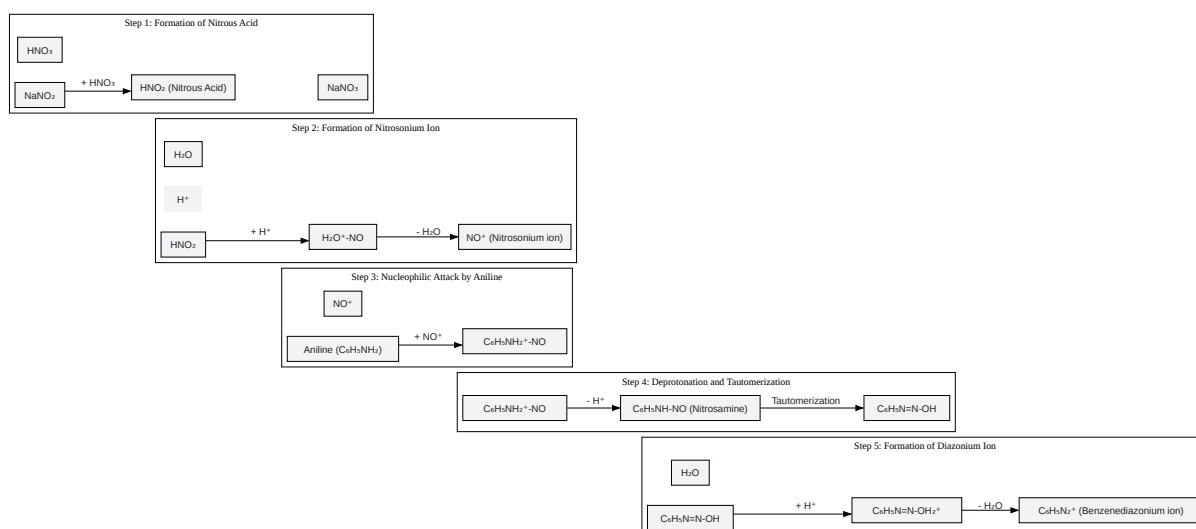 Step 1: Formation of Nitrous Acid
HNO₃
NaNO₂
+ HNO₃
HNO₂ (Nitrous Acid)
NaNO₃
Step 2: Formation of Nitrosonium Ion
H₂O
H⁺
HNO₂
+ H⁺
H₂O⁺-NO
- H₂O
NO⁺ (Nitrosonium ion)
Step 3: Nucleophilic Attack by Aniline
NO⁺
Aniline (C₆H₅NH₂)
+ NO⁺
C₆H₅NH₂⁺-NO
Step 4: Deprotonation and Tautomerization
C₆H₅NH₂⁺-NO
- H⁺
C₆H₅NH-NO (Nitrosamine)
Tautomerization
C₆H₅N=N-OH
Step 5: Formation of Diazonium Ion
H₂O
C₆H₅N=N-OH
+ H⁺
C₆H₅N=N-OH₂⁺
- H₂O
C₆H₅N₂⁺ (Benzenediazonium ion)